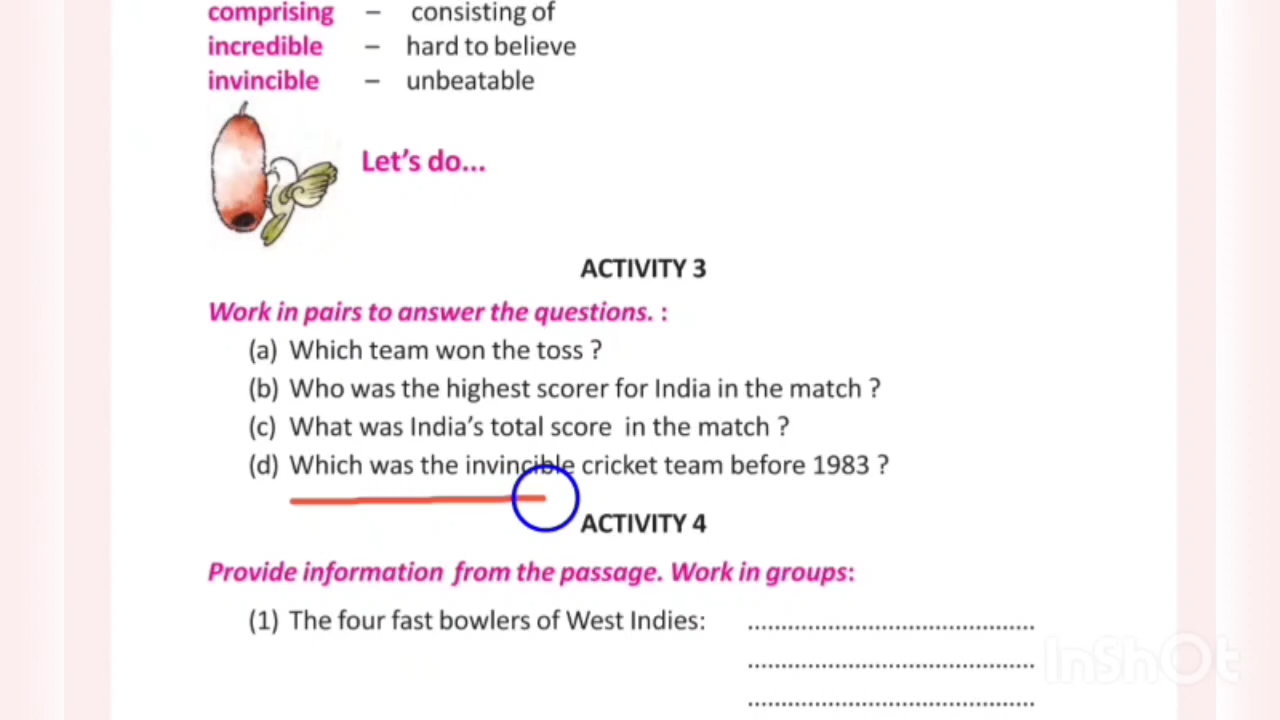 comprising – consisting of
incredible – hard to believe
invincible – unbeatable
Let's do...
ACTIVITY 3
Work in pairs to answer the questions. :
(a) Which team won the toss ?
(b) Who was the highest scorer for India in the match ?
(c) What was India's total score in the match ?
(d) Which was the invincible cricket team before 1983 ?
ACTIVITY 4
Provide information from the passage. Work in groups:
(1) The four fast bowlers of West Indies: ..........................................
..........................................
..........................................
InShOt